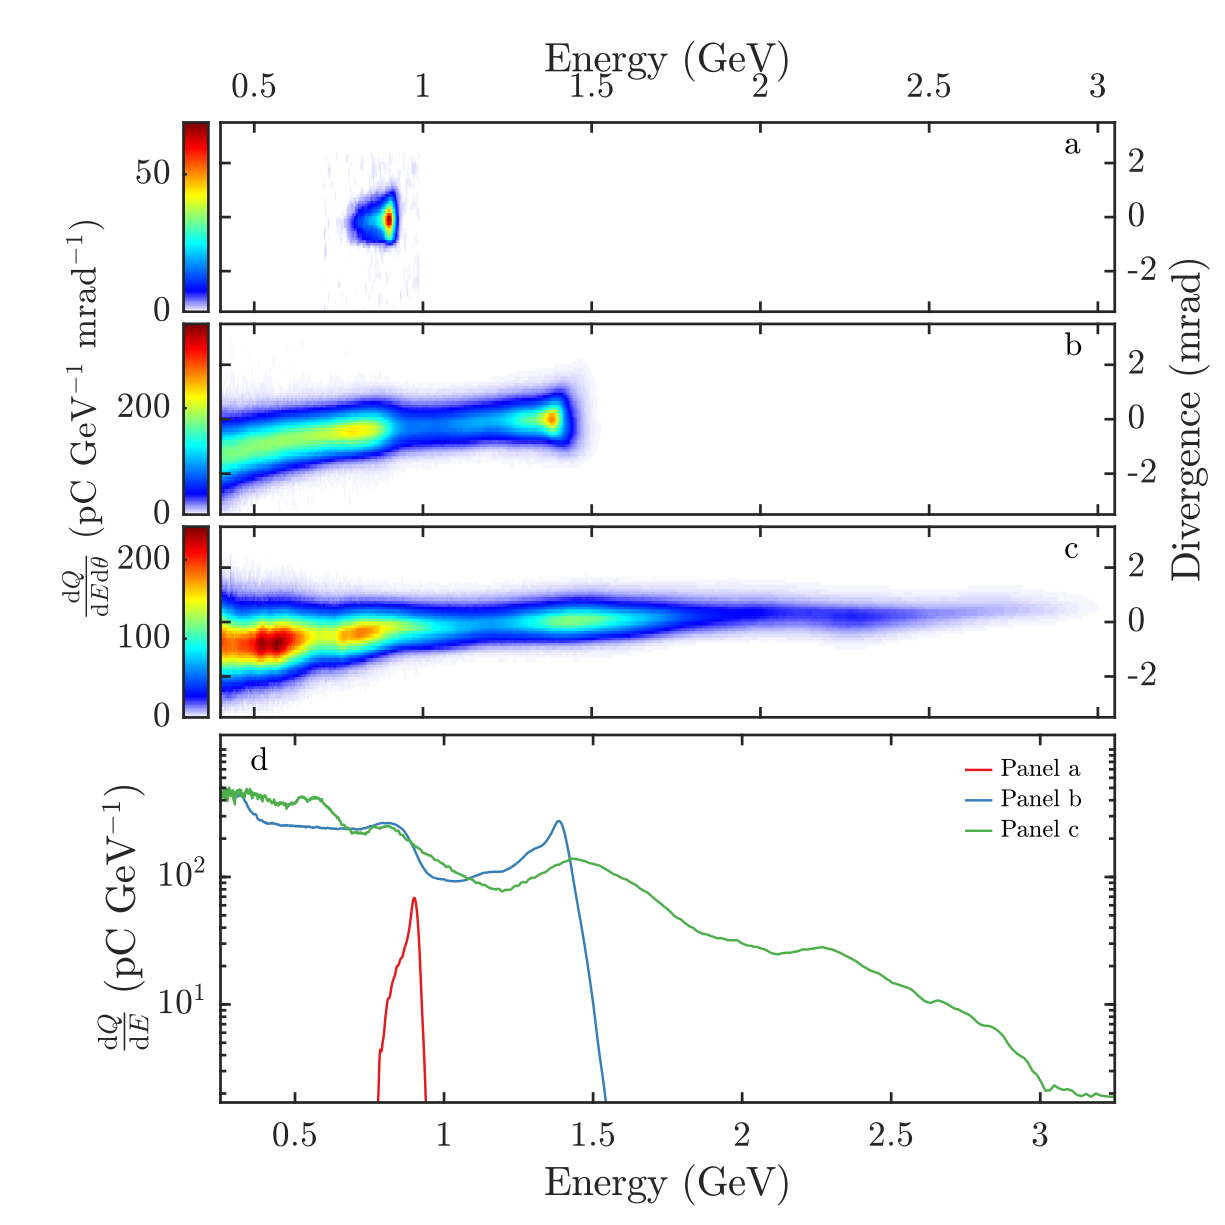 Energy (GeV)
0.5 1 1.5 2 2.5 3
a
50
0
2
0
-2
b
200
0
2
0
-2
c
200
100
0
2
0
-2
dQ/dEdθ (pC GeV⁻¹ mrad⁻¹)
Divergence (mrad)
d
Panel a
Panel b
Panel c
10²
10¹
dQ/dE (pC GeV⁻¹)
0.5 1 1.5 2 2.5 3
Energy (GeV)